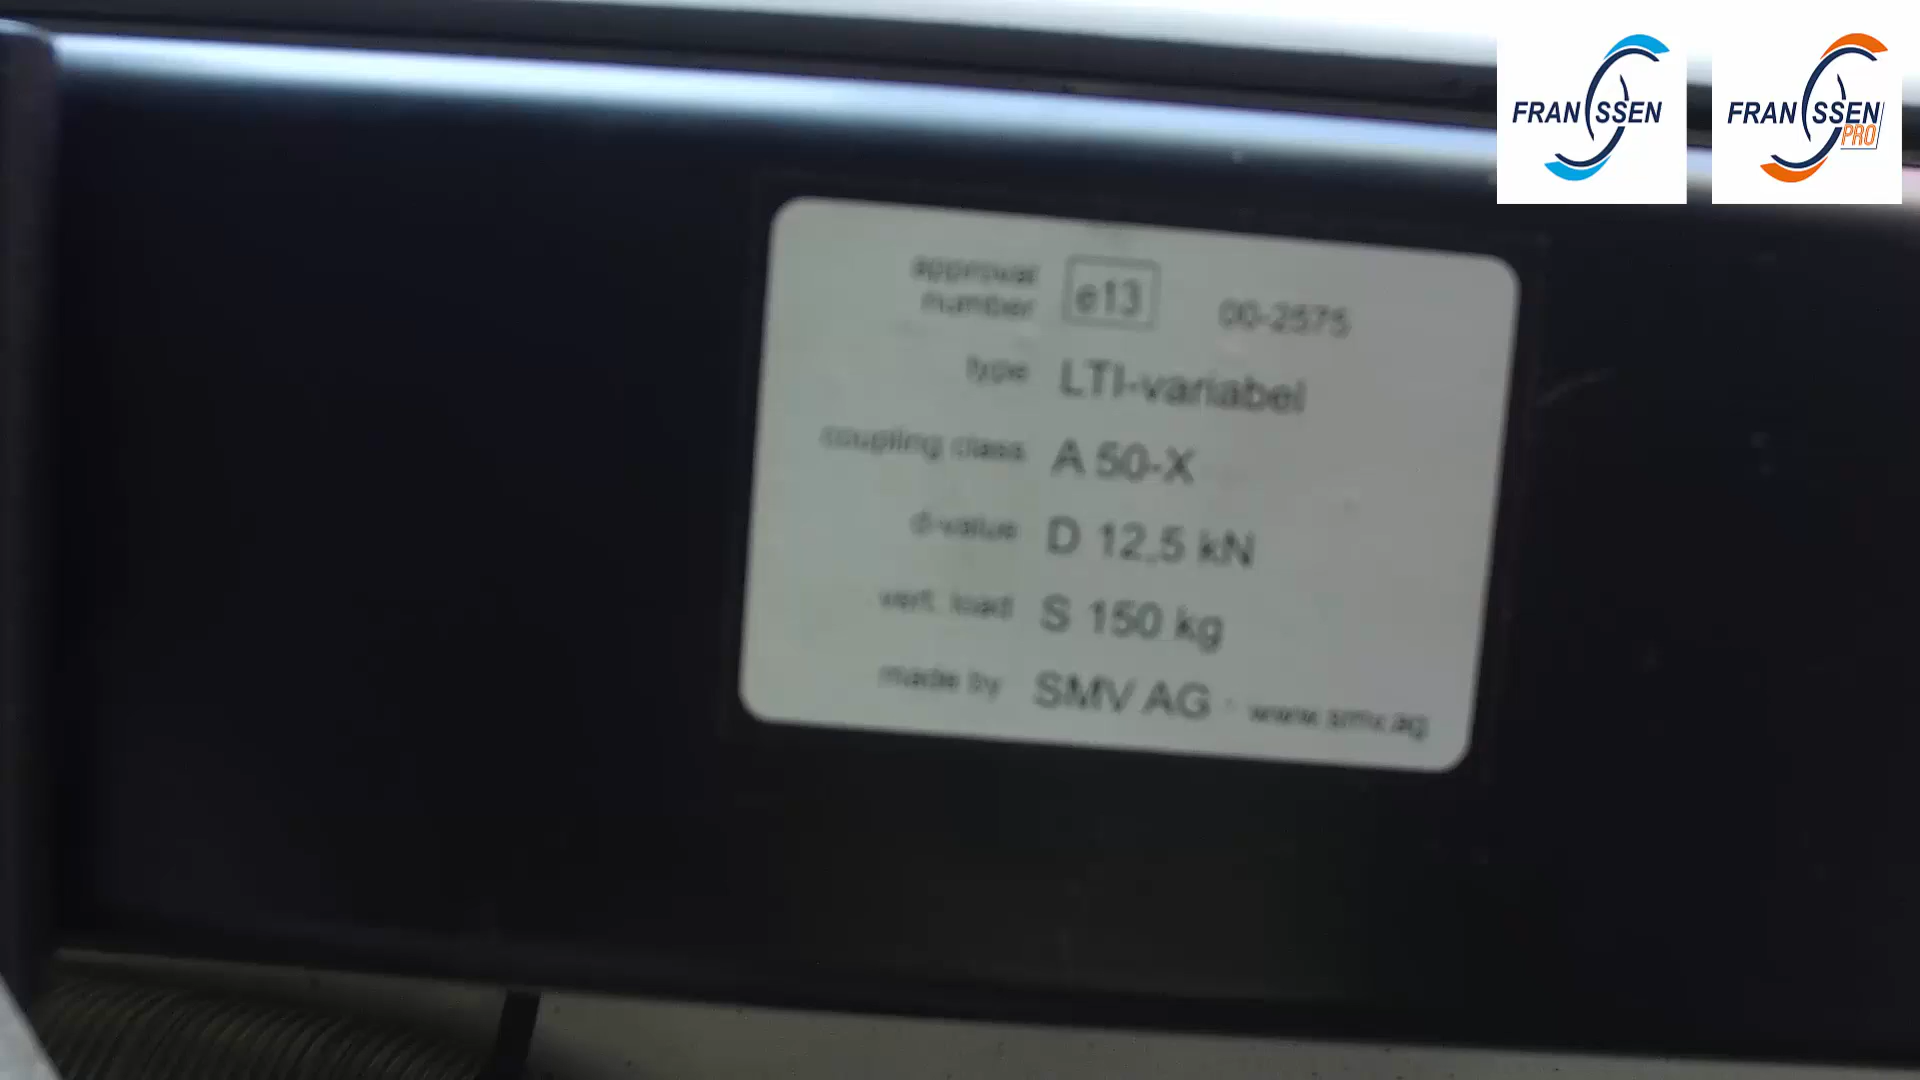 FRANSSEN
FRANSSEN
PRO
approval
number
e13
00-2575
type LTI-variabel
coupling class A 50-X
d-value D 12,5 kN
vert. load S 150 kg
made by SMV AG · www.smv.ag